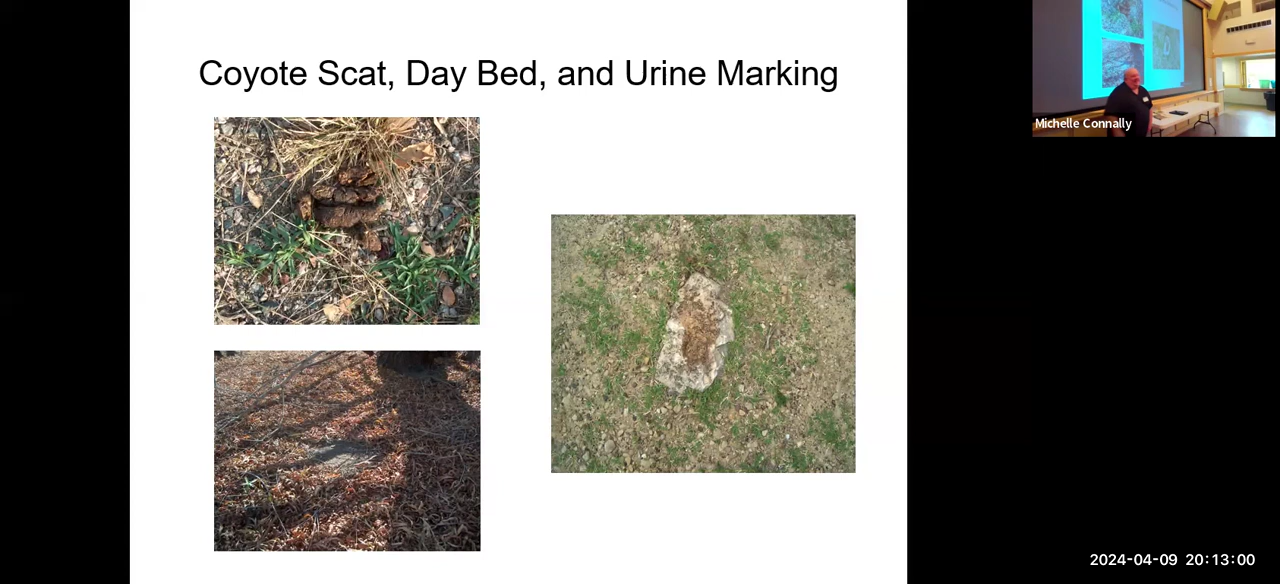 Coyote Scat, Day Bed, and Urine Marking
Michelle Connally
2024-04-09 20:13:00